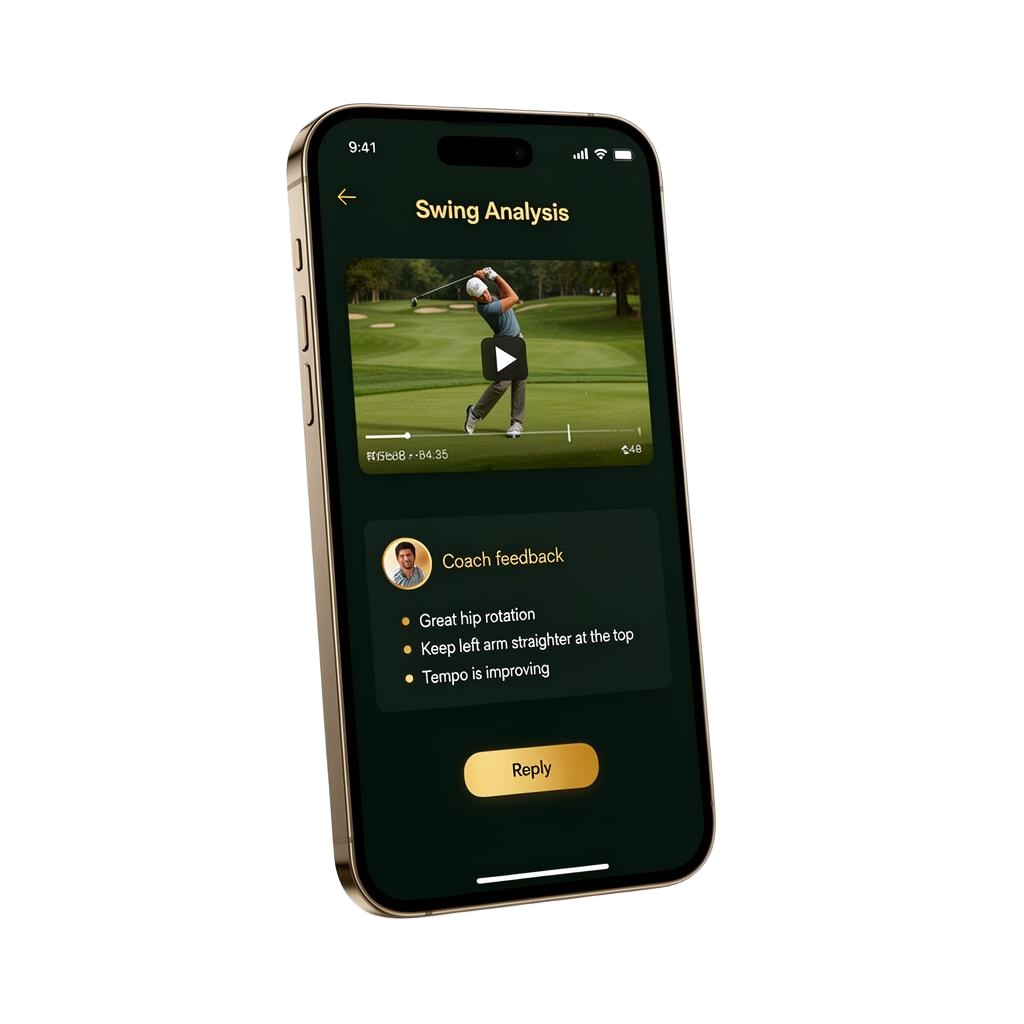 9:41
Swing Analysis
Coach feedback
Great hip rotation
Keep left arm straighter at the top
Tempo is improving
Reply